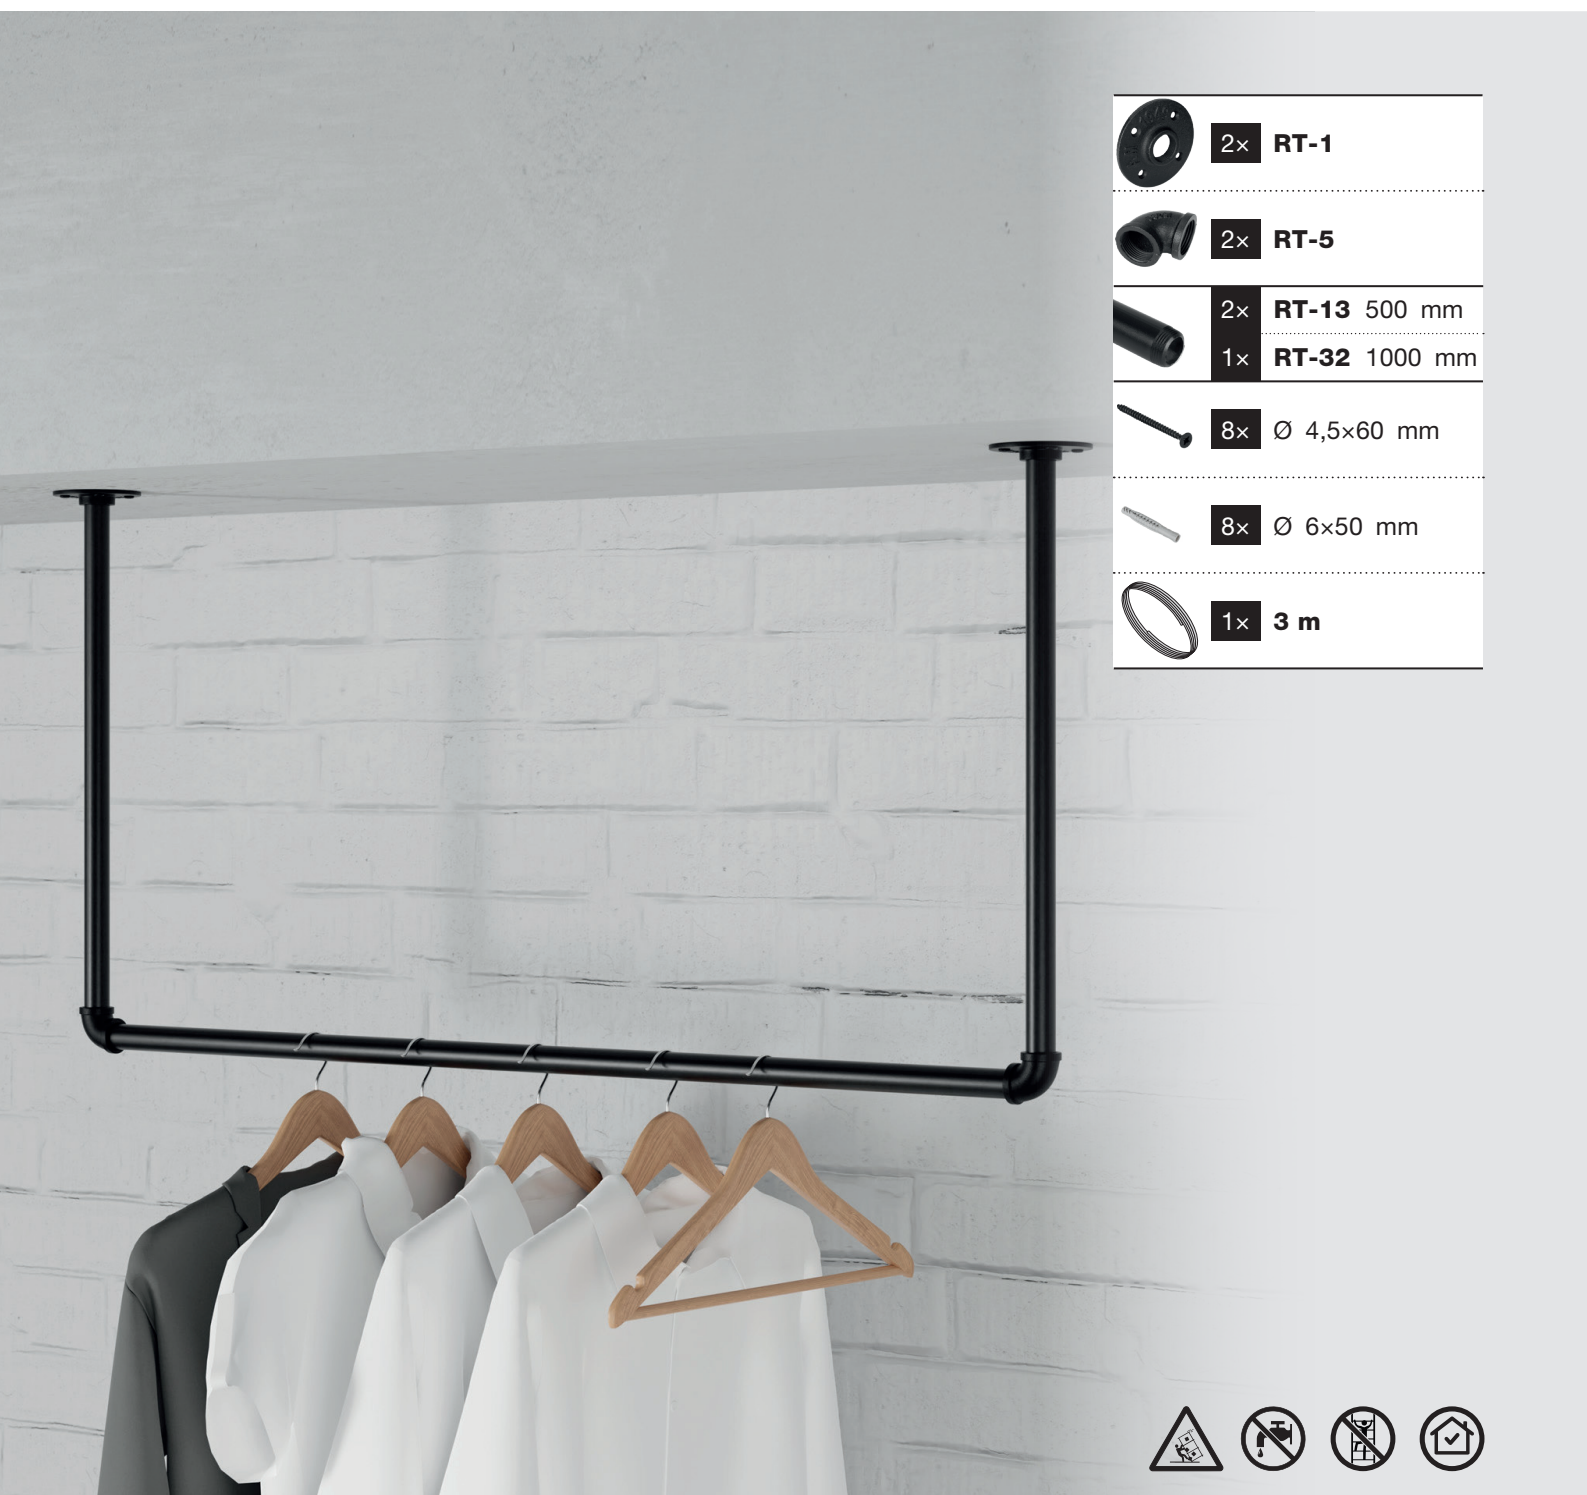 2× RT-1
2× RT-5
2× RT-13 500 mm
1× RT-32 1000 mm
8× Ø 4,5×60 mm
8× Ø 6×50 mm
1× 3 m